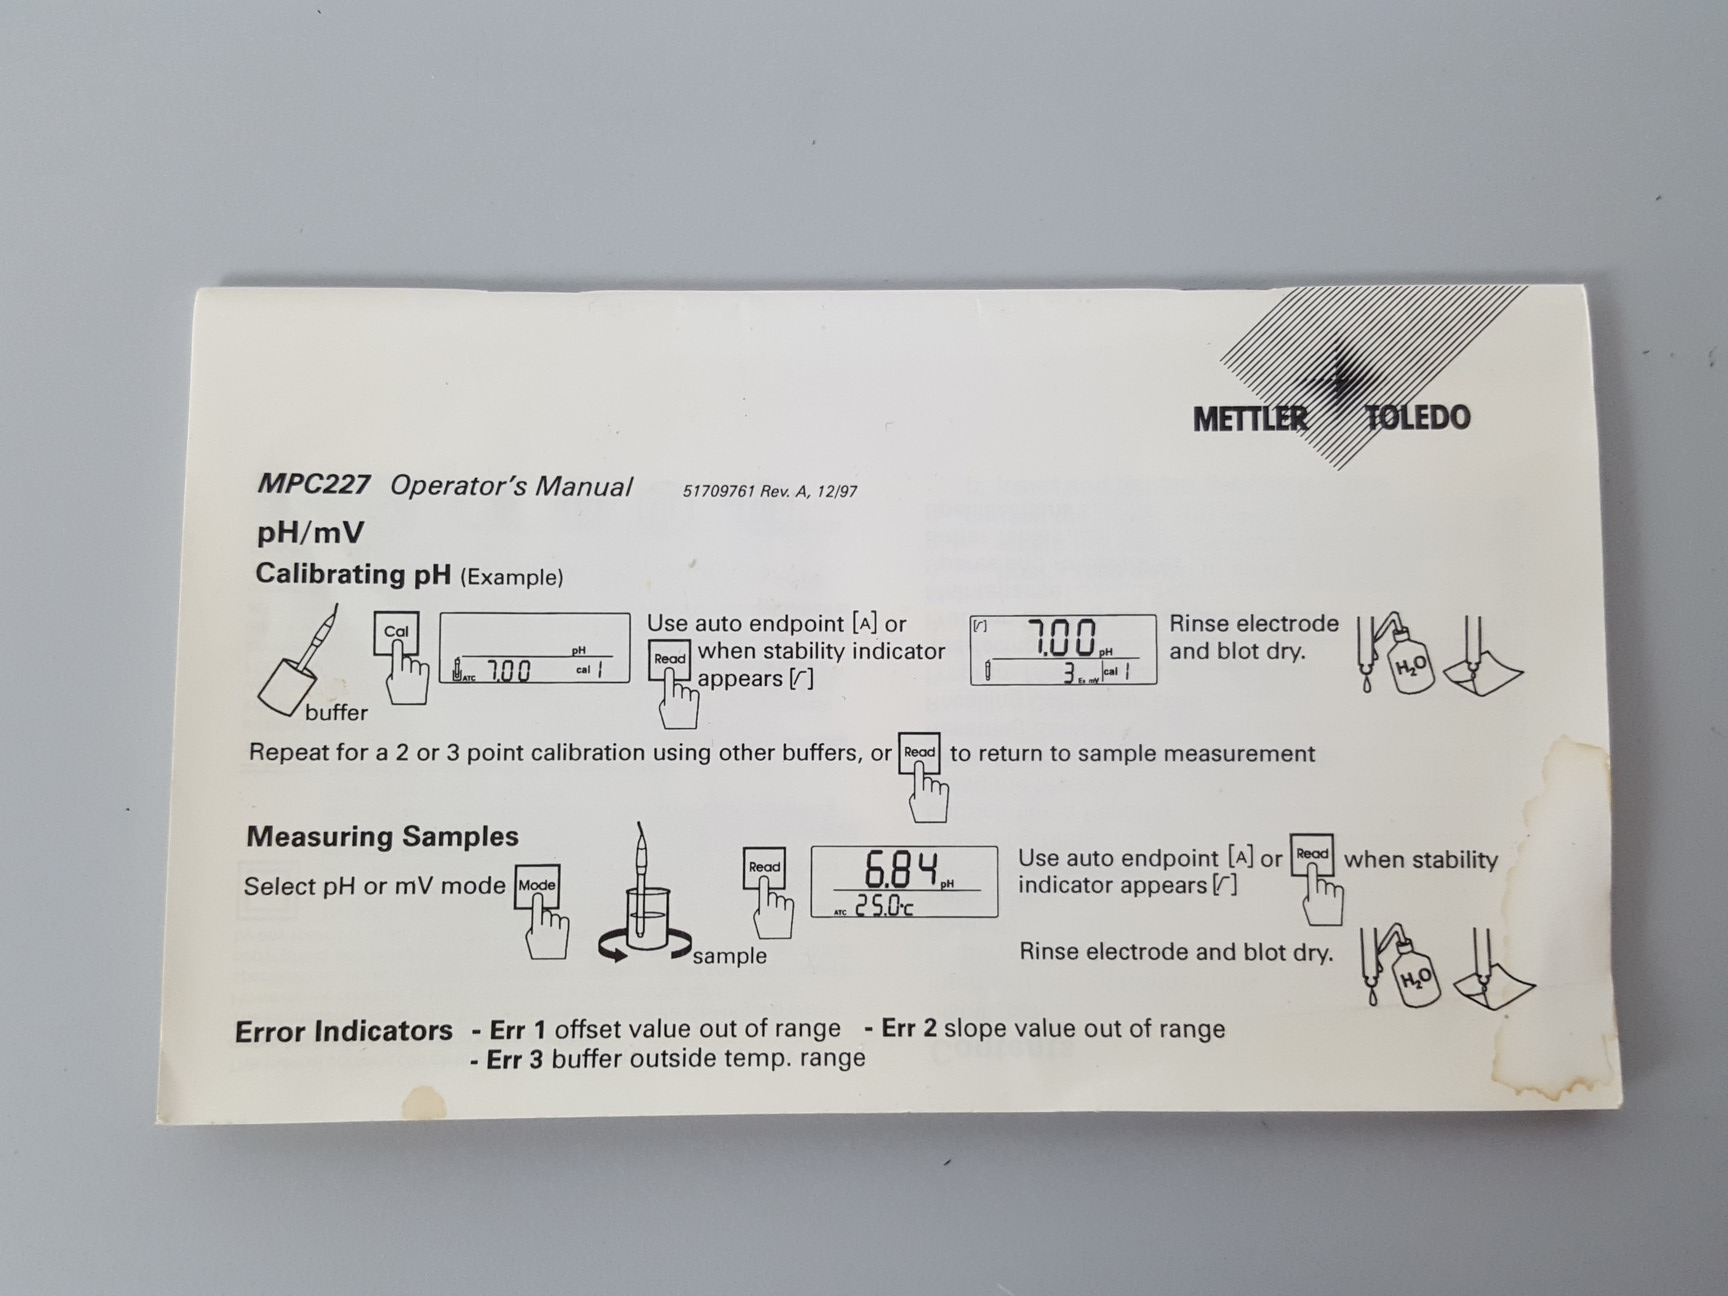 METTLER TOLEDO
MPC227 Operator's Manual 51709761 Rev. A, 12/97
pH/mV
Calibrating pH (Example)
buffer
Cal
pH
ATC 7.00 cal 1
Use auto endpoint [A] or
Read when stability indicator
appears [/‾]
[/‾] 7.00 pH
3 Eo mV cal 1
Rinse electrode
and blot dry.
H₂O
Repeat for a 2 or 3 point calibration using other buffers, or Read to return to sample measurement
Measuring Samples
Select pH or mV mode Mode
sample
Read
6.84 pH
ATC 25.0°c
Use auto endpoint [A] or Read when stability
indicator appears [/‾]
Rinse electrode and blot dry.
H₂O
Error Indicators - Err 1 offset value out of range - Err 2 slope value out of range
- Err 3 buffer outside temp. range